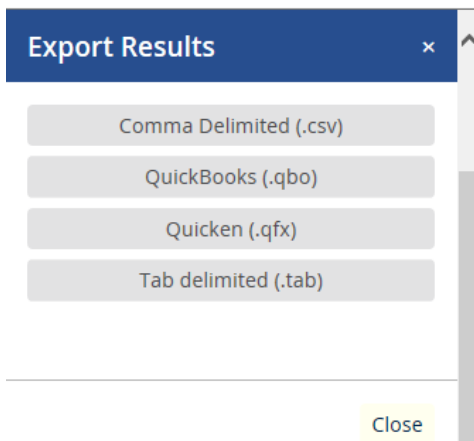 Export Results ×
Comma Delimited (.csv)
QuickBooks (.qbo)
Quicken (.qfx)
Tab delimited (.tab)
Close